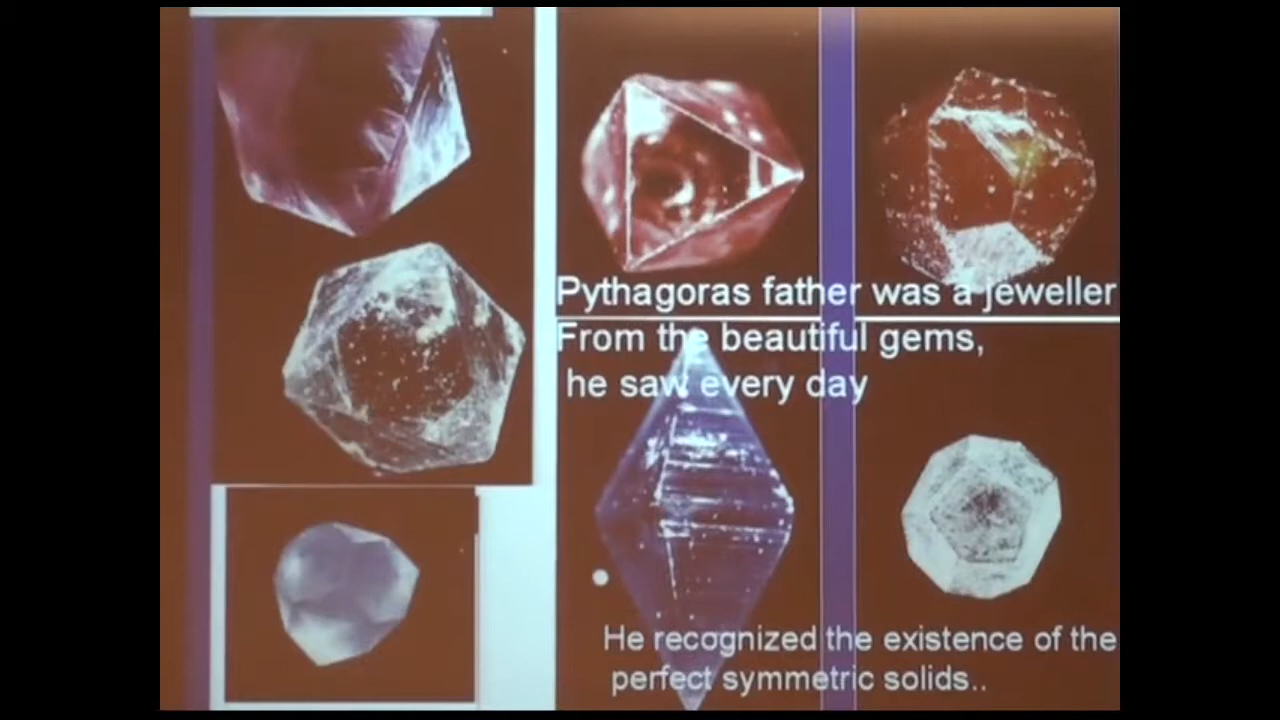 Pythagoras father was a jeweller
From the beautiful gems,
he saw every day
He recognized the existence of the
perfect symmetric solids..